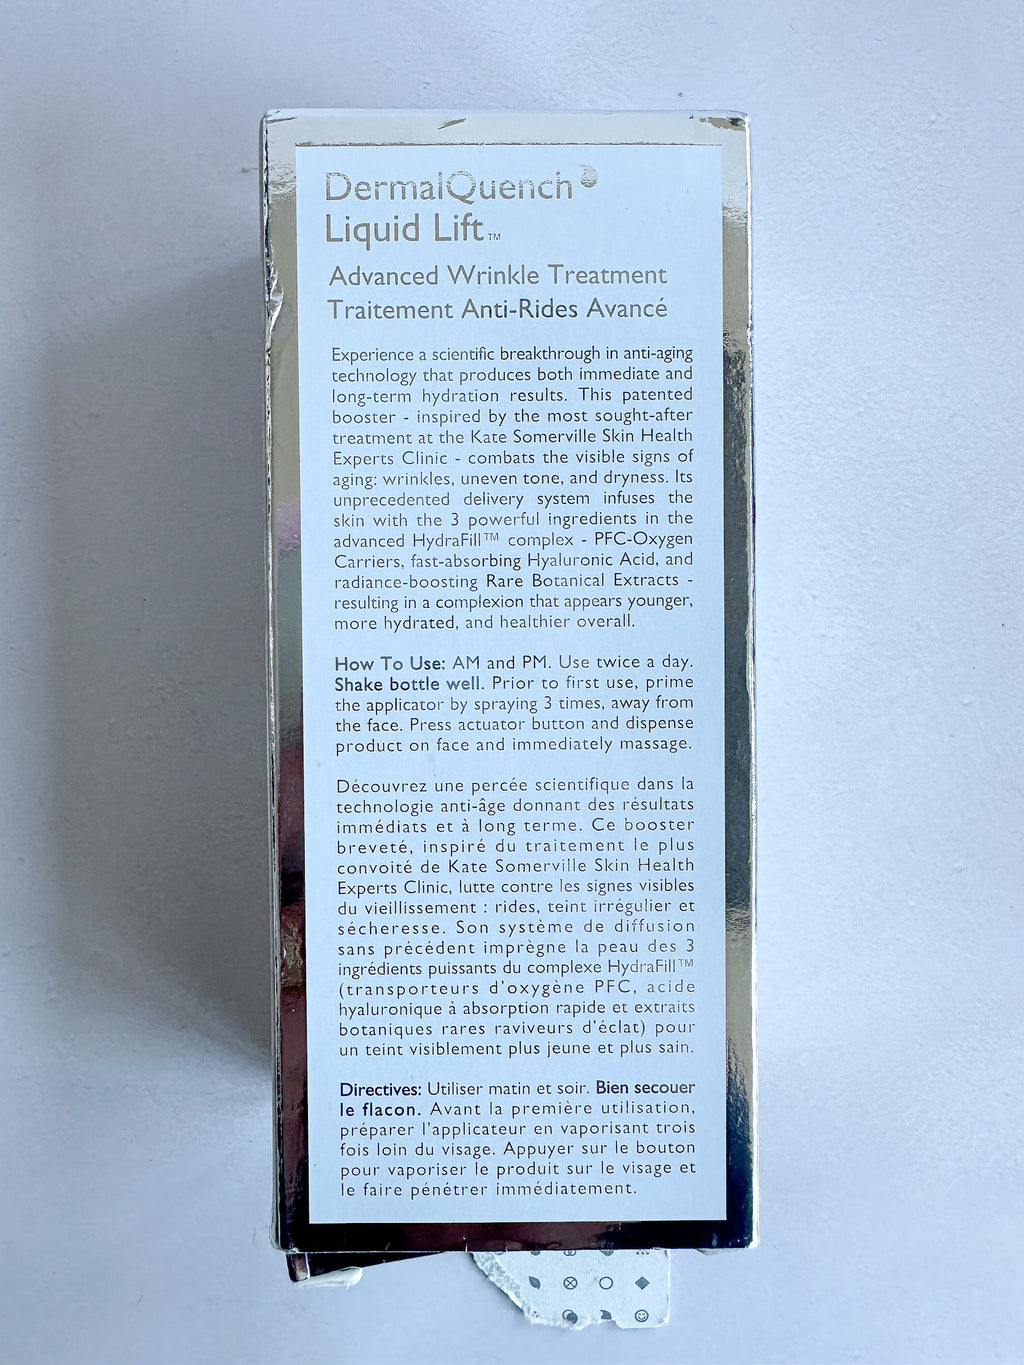 DermalQuench
Liquid Lift™
Advanced Wrinkle Treatment
Traitement Anti-Rides Avancé
Experience a scientific breakthrough in anti-aging
technology that produces both immediate and
long-term hydration results. This patented
booster - inspired by the most sought-after
treatment at the Kate Somerville Skin Health
Experts Clinic - combats the visible signs of
aging: wrinkles, uneven tone, and dryness. Its
unprecedented delivery system infuses the
skin with the 3 powerful ingredients in the
advanced HydraFill™ complex - PFC-Oxygen
Carriers, fast-absorbing Hyaluronic Acid, and
radiance-boosting Rare Botanical Extracts -
resulting in a complexion that appears younger,
more hydrated, and healthier overall.
How To Use: AM and PM. Use twice a day.
Shake bottle well. Prior to first use, prime
the applicator by spraying 3 times, away from
the face. Press actuator button and dispense
product on face and immediately massage.
Découvrez une percée scientifique dans la
technologie anti-âge donnant des résultats
immédiats et à long terme. Ce booster
breveté, inspiré du traitement le plus
convoité de Kate Somerville Skin Health
Experts Clinic, lutte contre les signes visibles
du vieillissement : rides, teint irrégulier et
sécheresse. Son système de diffusion
sans précédent imprègne la peau des 3
ingrédients puissants du complexe HydraFill™
(transporteurs d'oxygène PFC, acide
hyaluronique à absorption rapide et extraits
botaniques rares raviveurs d'éclat) pour
un teint visiblement plus jeune et plus sain.
Directives: Utiliser matin et soir. Bien secouer
le flacon. Avant la première utilisation,
préparer l'applicateur en vaporisant trois
fois loin du visage. Appuyer sur le bouton
pour vaporiser le produit sur le visage et
le faire pénétrer immédiatement.